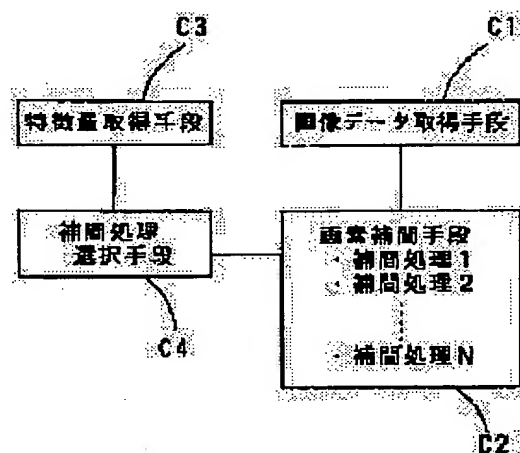 C3
C1
特徴量取得手段
画像データ取得手段
補間処理
選択手段
画素補間手段
・補間処理1
・補間処理2
・補間処理N
C4
C2